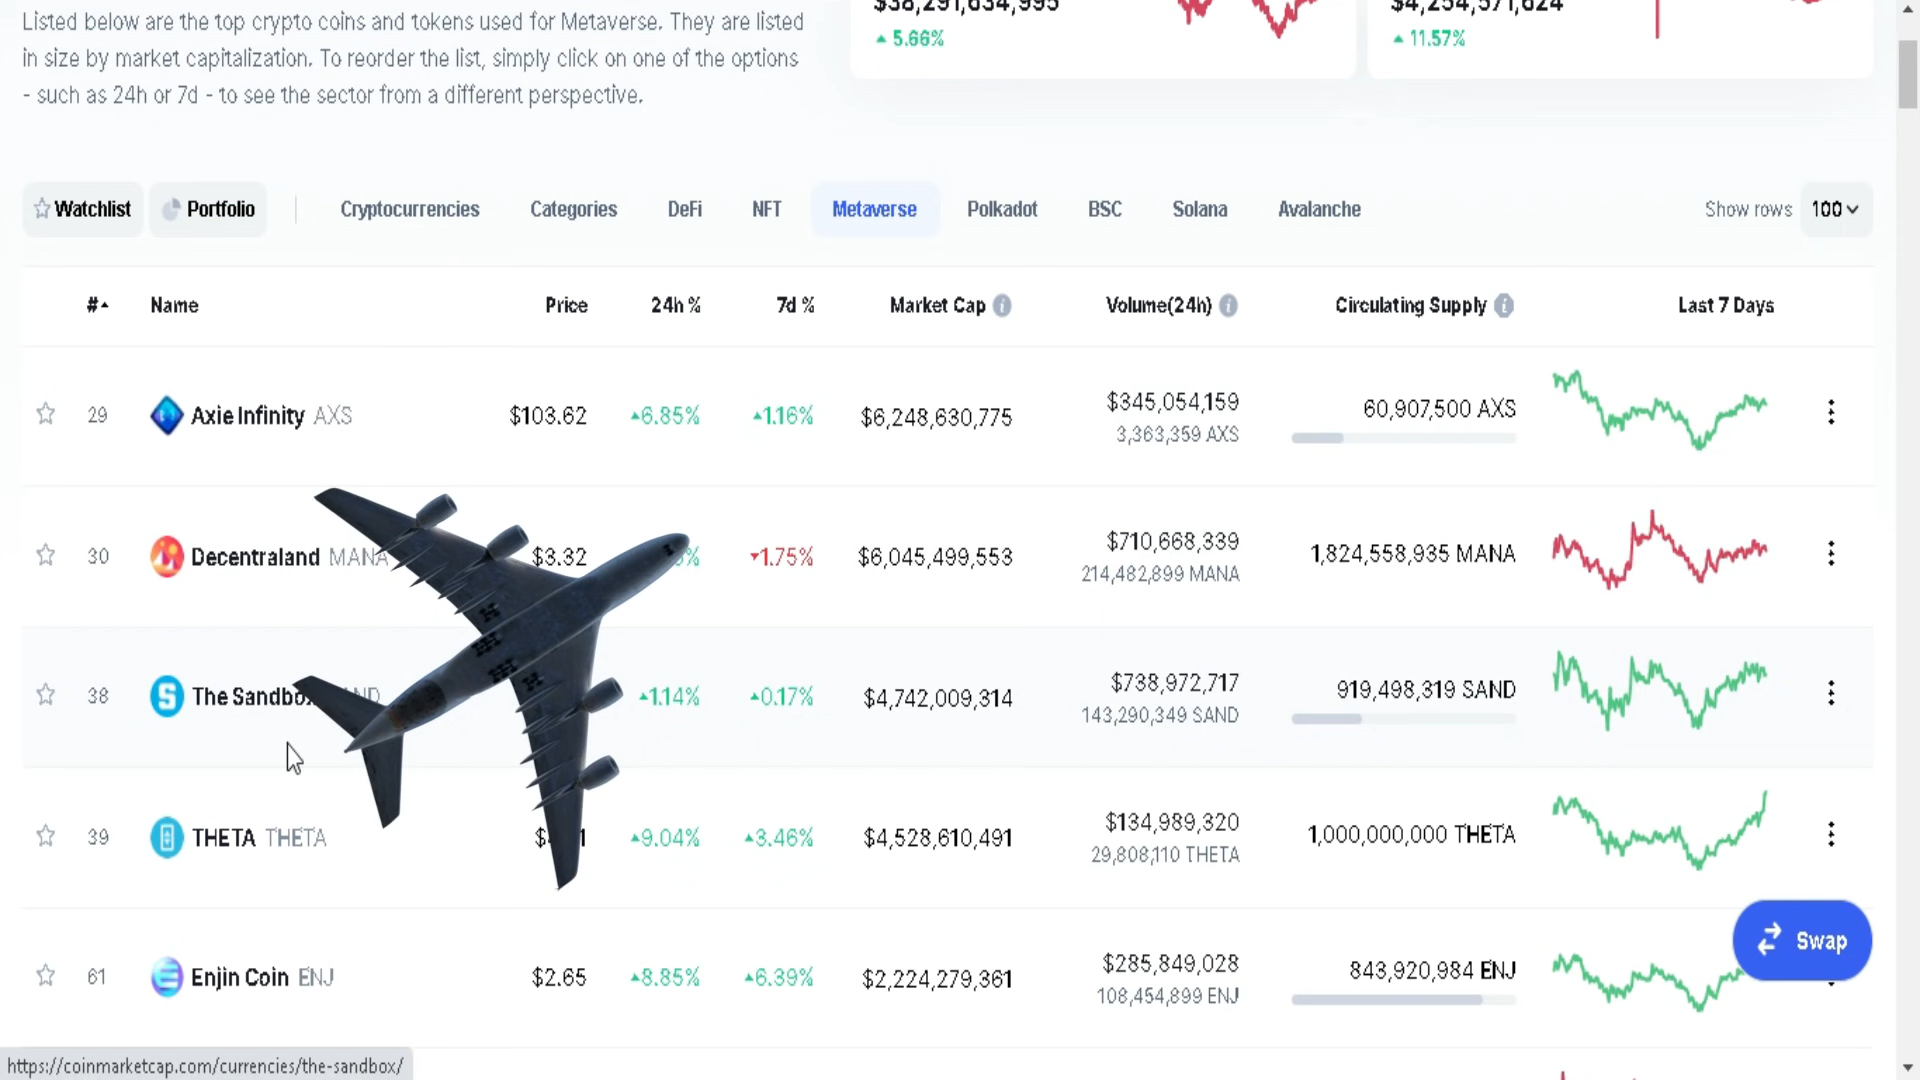 Listed below are the top crypto coins and tokens used for Metaverse. They are listed
in size by market capitalization. To reorder the list, simply click on one of the options
- such as 24h or 7d - to see the sector from a different perspective.
$38,291,634,995
5.66%
$4,254,571,624
11.57%
Watchlist Portfolio Cryptocurrencies Categories DeFi NFT Metaverse Polkadot BSC Solana Avalanche Show rows 100
# Name Price 24h % 7d % Market Cap Volume(24h) Circulating Supply Last 7 Days
29 Axie Infinity AXS $103.62 6.85% 1.16% $6,248,630,775 $345,054,159 60,907,500 AXS
3,363,359 AXS
30 Decentraland MANA $3.32 1.75% $6,045,499,553 $710,668,339 1,824,558,935 MANA
214,482,899 MANA
38 The Sandbox 1.14% 0.17% $4,742,009,314 $738,972,717 919,498,319 SAND
143,290,349 SAND
39 THETA THETA 9.04% 3.46% $4,528,610,491 $134,989,320 1,000,000,000 THETA
29,808,110 THETA
61 Enjin Coin ENJ $2.65 8.85% 6.39% $2,224,279,361 $285,849,028 843,920,984 ENJ
108,454,899 ENJ
Swap
https://coinmarketcap.com/currencies/the-sandbox/